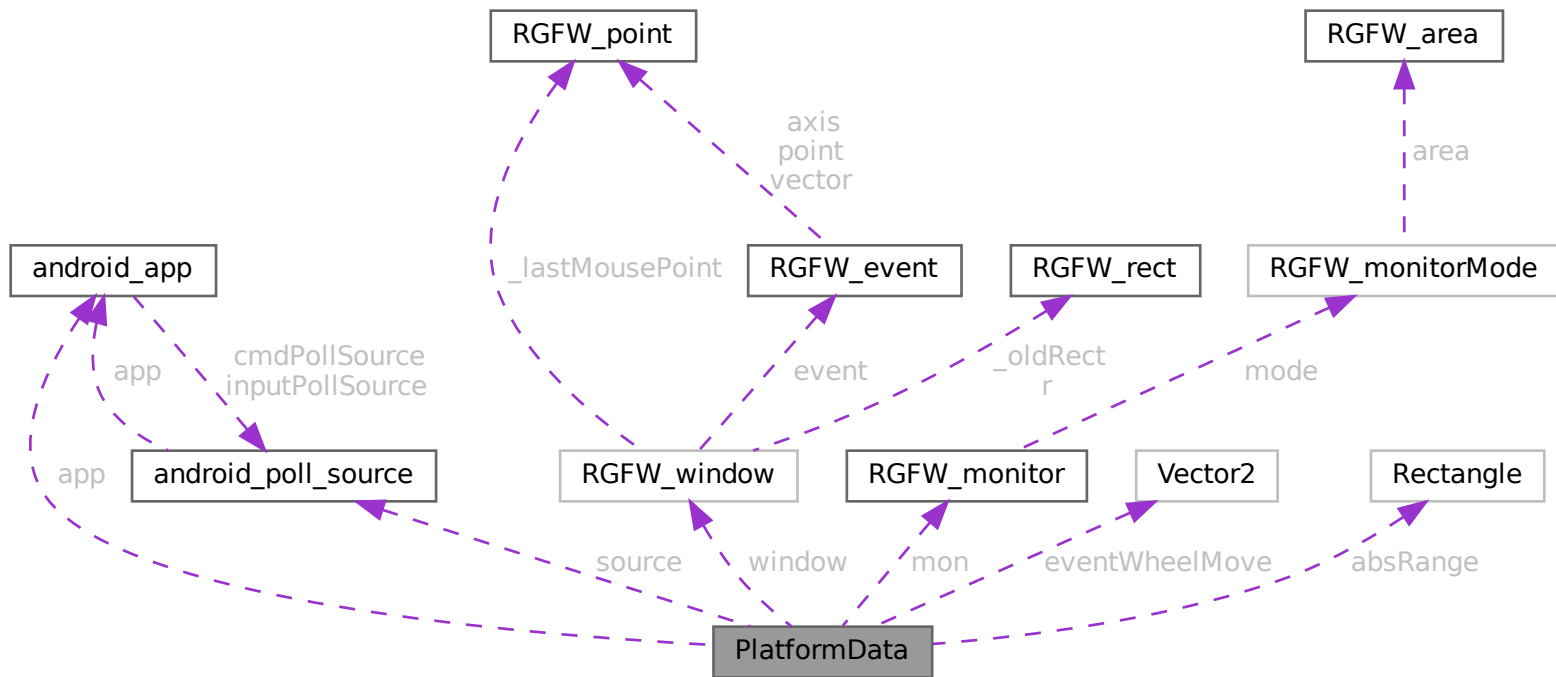 RGFW_point
RGFW_area
axis
point
vector
area
android_app
_lastMousePoint
RGFW_event
RGFW_rect
RGFW_monitorMode
app
cmdPollSource
inputPollSource
event
_oldRect
r
mode
app
android_poll_source
RGFW_window
RGFW_monitor
Vector2
Rectangle
source
window
mon
eventWheelMove
absRange
PlatformData